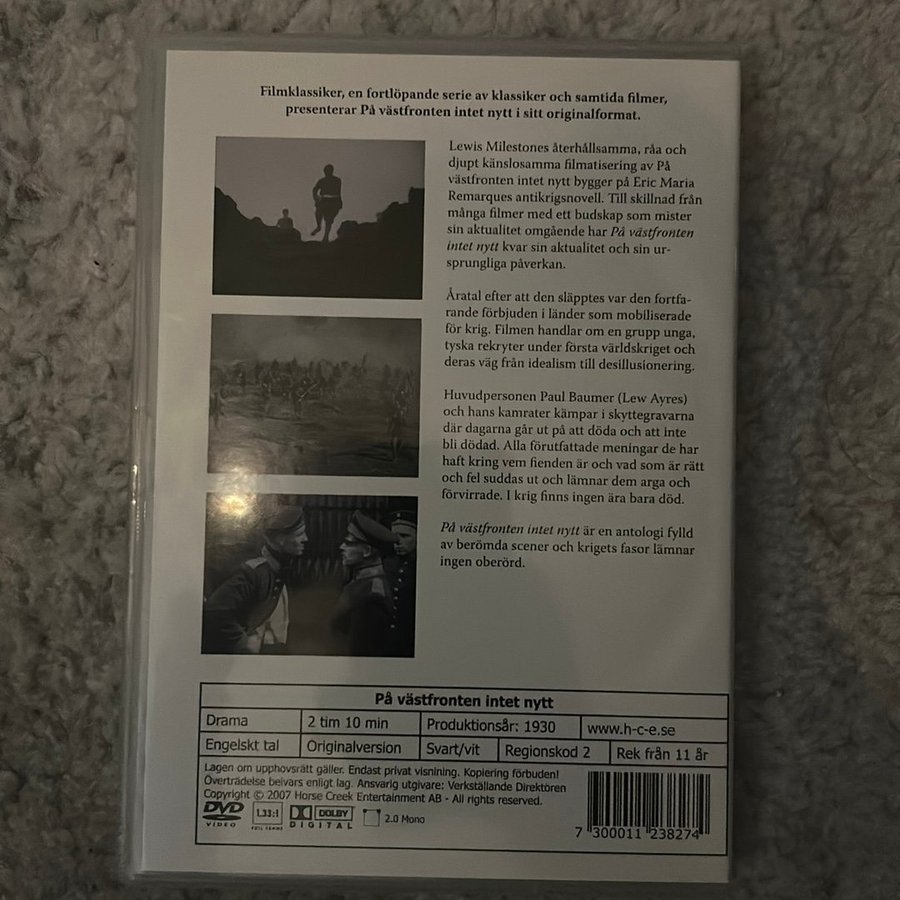 Filmklassiker, en fortlöpande serie av klassiker och samtida filmer,
presenterar På västfronten intet nytt i sitt originalformat.
Lewis Milestones återhållsamma, råa och
djupt känslosamma filmatisering av På
västfronten intet nytt bygger på Eric Maria
Remarques antikrigsnovell. Till skillnad från
många filmer med ett budskap som mister
sin aktualitet omgående har På västfronten
intet nytt kvar sin aktualitet och sin ur-
sprungliga påverkan.
Åratal efter att den släpptes var den fortfa-
rande förbjuden i länder som mobiliserade
för krig. Filmen handlar om en grupp unga,
tyska rekryter under första världskriget och
deras väg från idealism till desillusionering.
Huvudpersonen Paul Baumer (Lew Ayres)
och hans kamrater kämpar i skyttegravarna
där dagarna går ut på att döda och att inte
bli dödad. Alla förutfattade meningar de har
haft kring vem fienden är och vad som är rätt
och fel suddas ut och lämnar dem arga och
förvirrade. I krig finns ingen ära bara död.
På västfronten intet nytt är en antologi fylld
av berömda scener och krigets fasor lämnar
ingen oberörd.
På västfronten intet nytt
Drama 2 tim 10 min Produktionsår: 1930 www.h-c-e.se
Engelskt tal Originalversion Svart/vit Regionskod 2 Rek från 11 år
Lagen om upphovsrätt gäller. Endast privat visning. Kopiering förbuden!
Överträdelse beivars enligt lag. Ansvarig utgivare: Verkställande Direktören
Copyright © 2007 Horse Creek Entertainment AB - All rights reserved.
DVD VIDEO 1.33:1 FULL FRAME DOLBY DIGITAL 2.0 Mono
7 300011 238274